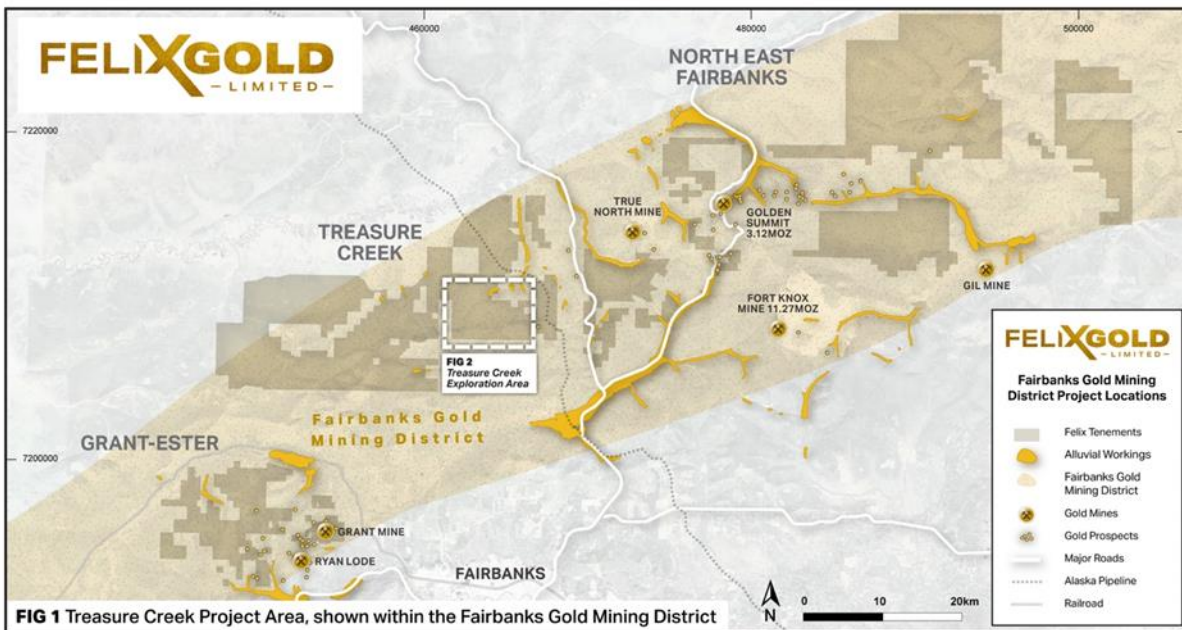 FELIXGOLD
– LIMITED –
460000
480000
500000
7220000
7200000
NORTH EAST
FAIRBANKS
TRUE
NORTH MINE
GOLDEN
SUMMIT
3.12MOZ
TREASURE
CREEK
GIL MINE
FORT KNOX
MINE 11.27MOZ
FIG 2
Treasure Creek
Exploration Area
Fairbanks Gold
Mining District
GRANT-ESTER
GRANT MINE
RYAN LODE
FAIRBANKS
N
0 10 20km
FELIXGOLD
– LIMITED –
Fairbanks Gold Mining
District Project Locations
Felix Tenements
Alluvial Workings
Fairbanks Gold
Mining District
Gold Mines
Gold Prospects
Major Roads
Alaska Pipeline
Railroad
FIG 1 Treasure Creek Project Area, shown within the Fairbanks Gold Mining District